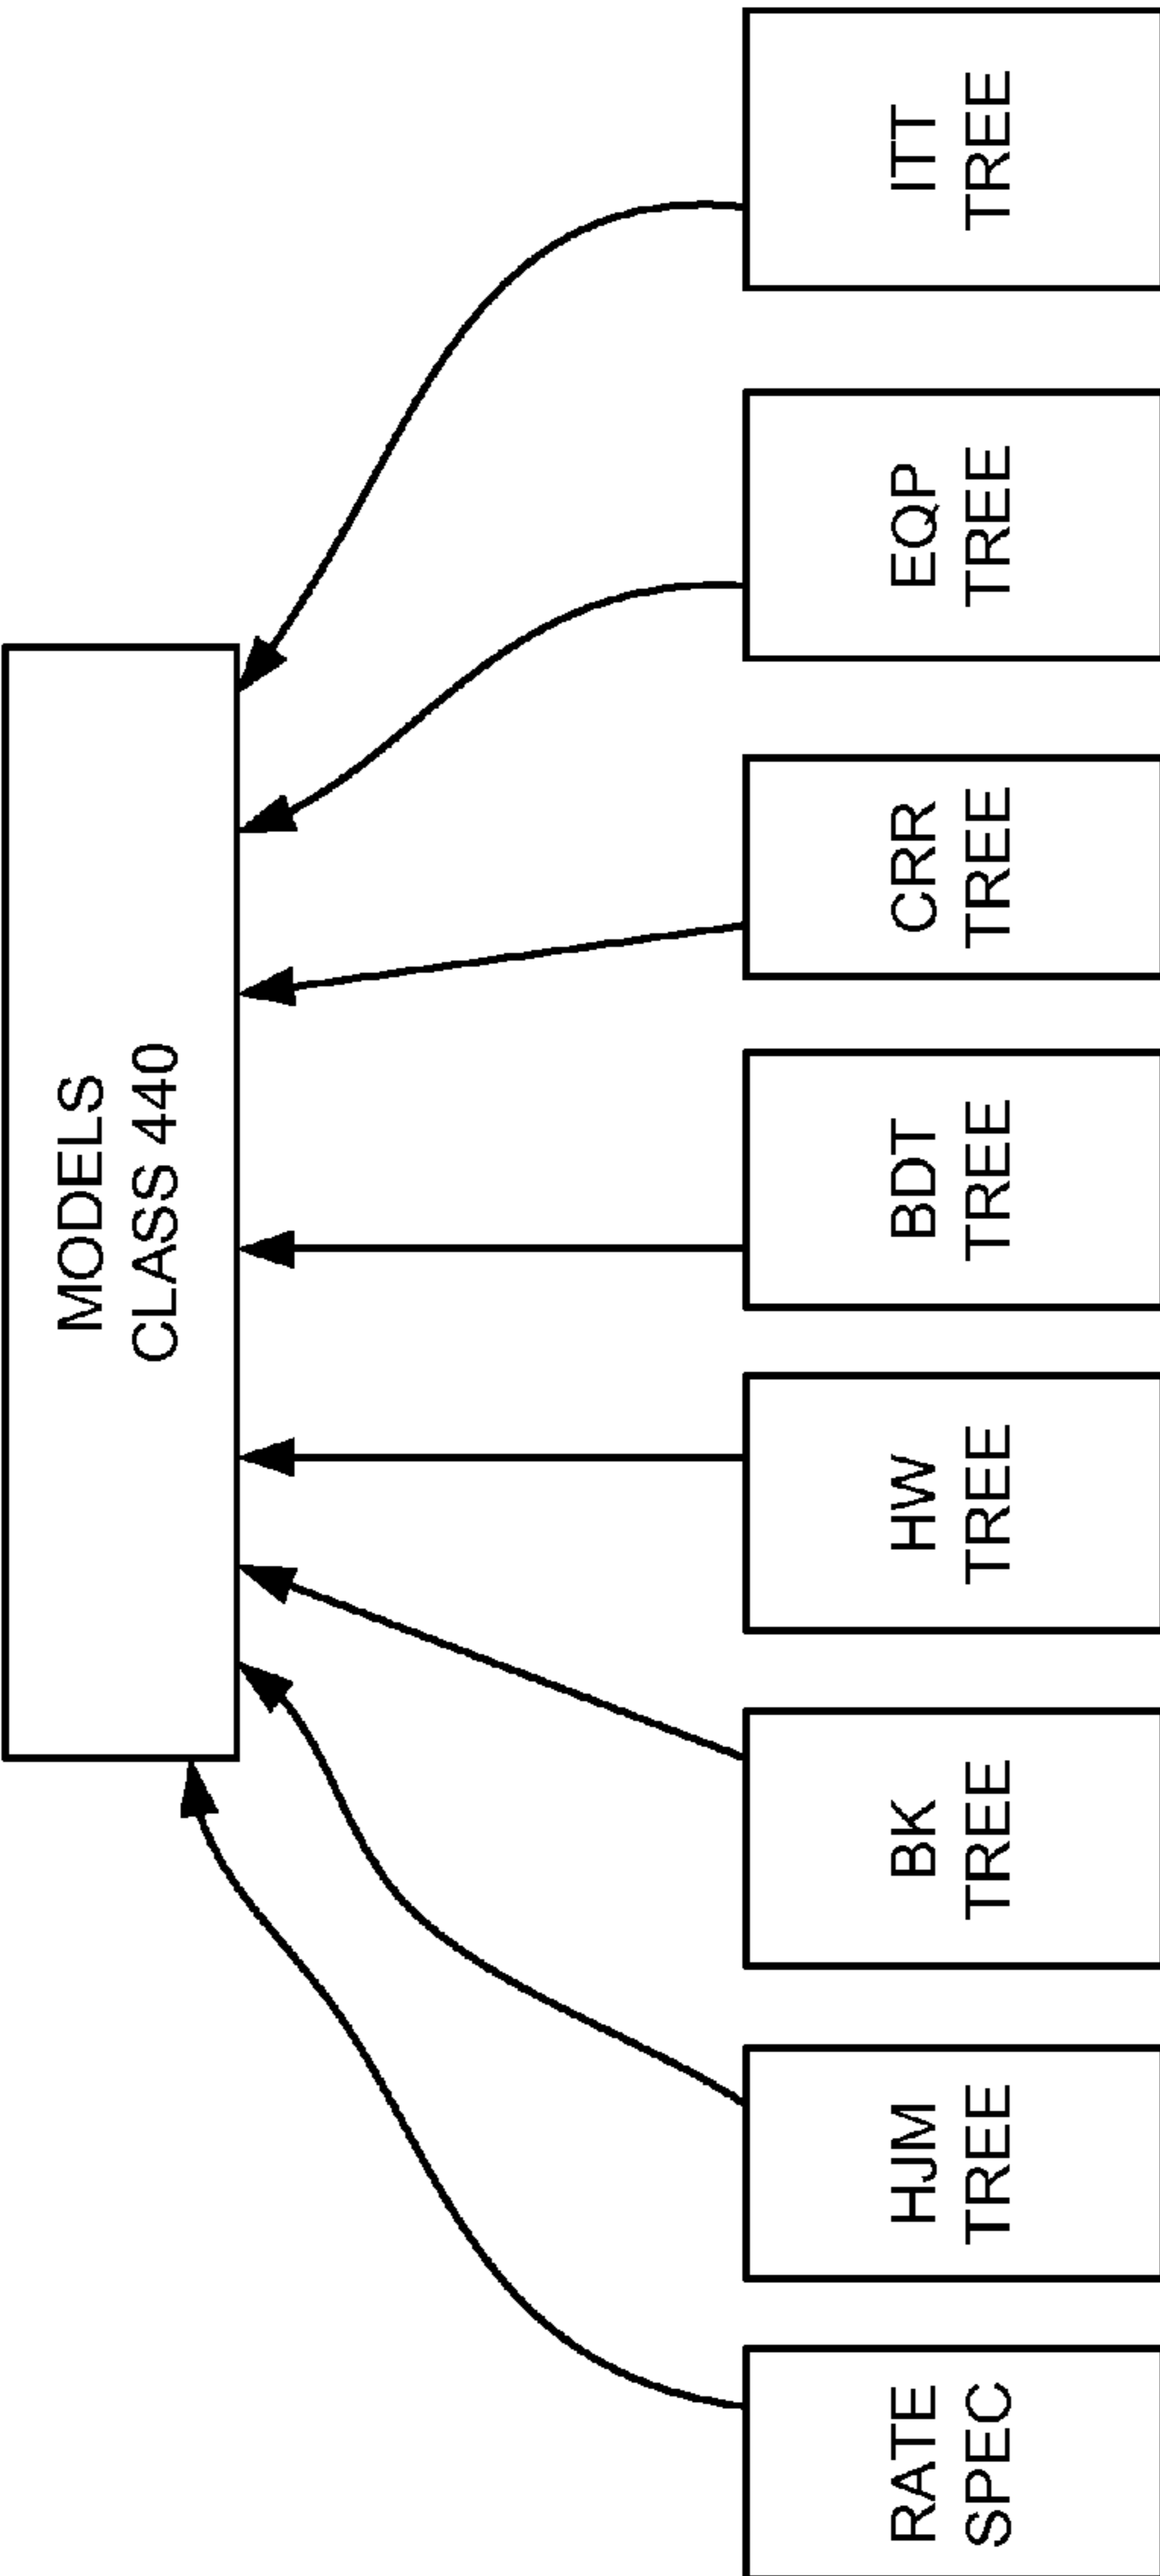 MODELS
CLASS 440
RATE
SPEC
HJM
TREE
BK
TREE
HW
TREE
BDT
TREE
CRR
TREE
EQP
TREE
ITT
TREE